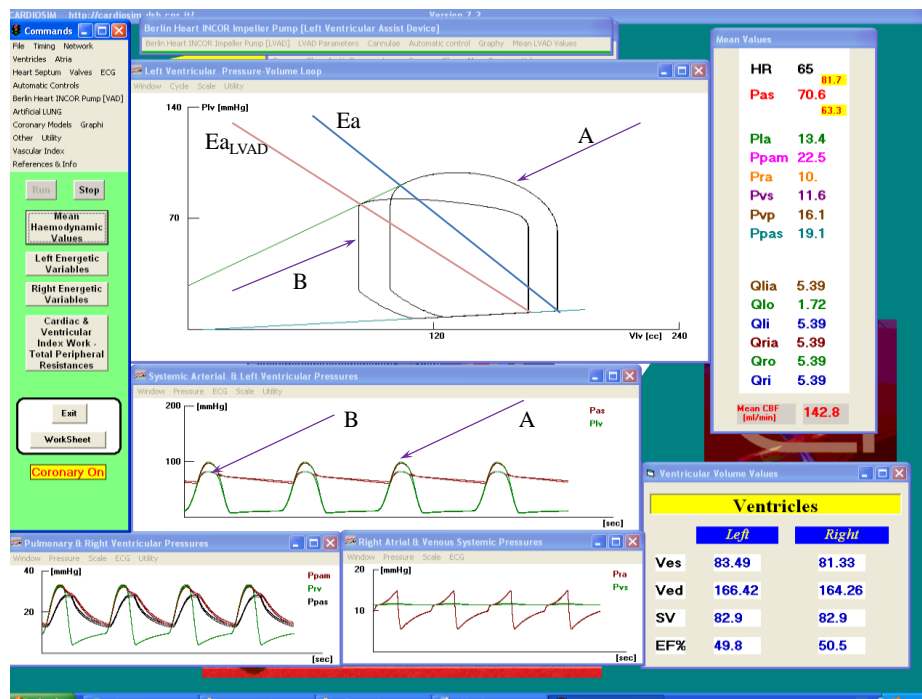 CARDIOSIM http://cardiosim.dsb.cnr.it/ Version 7.2
Commands
File Timing Network
Ventricles Atria
Heart Septum Valves ECG
Automatic Controls
Berlin Heart INCOR Pump [VAD]
Artificial LUNG
Coronary Models Graphi
Other Utility
Vascular Index
References & Info
Run Stop
Mean
Haemodynamic
Values
Left Energetic
Variables
Right Energetic
Variables
Cardiac &
Ventricular
Index Work -
Total Peripheral
Resistances
Exit
WorkSheet
Coronary On
Berlin Heart INCOR Impeller Pump [Left Ventricular Assist Device]
Berlin Heart INCOR Impeller Pump [LVAD] LVAD Parameters Cannulae Automatic control Graphy Mean LVAD Values
Left Ventricular Pressure-Volume Loop
Window Cycle Scale Utility
140 Plv [mmHg]
Ea
A
EaLVAD
70
B
120
Vlv [cc] 240
Systemic Arterial & Left Ventricular Pressures
Window Pressure ECG Scale Utility
200 [mmHg]
B A
Pas
Plv
100
[sec]
Pulmonary & Right Ventricular Pressures
Window Pressure Scale ECG Utility
40 [mmHg]
Ppam
Prv
Ppas
20
[sec]
Right Atrial & Venous Systemic Pressures
Window Pressure Scale ECG
20 [mmHg]
Pra
Pvs
10
[sec]
Mean Values
HR 65
81.7
Pas 70.6
63.3
Pla 13.4
Ppam 22.5
Pra 10.
Pvs 11.6
Pvp 16.1
Ppas 19.1
Qlia 5.39
Qlo 1.72
Qli 5.39
Qria 5.39
Qro 5.39
Qri 5.39
Mean CBF
[ml/min] 142.8
Ventricular Volume Values
Ventricles
Left Right
Ves 83.49 81.33
Ved 166.42 164.26
SV 82.9 82.9
EF% 49.8 50.5